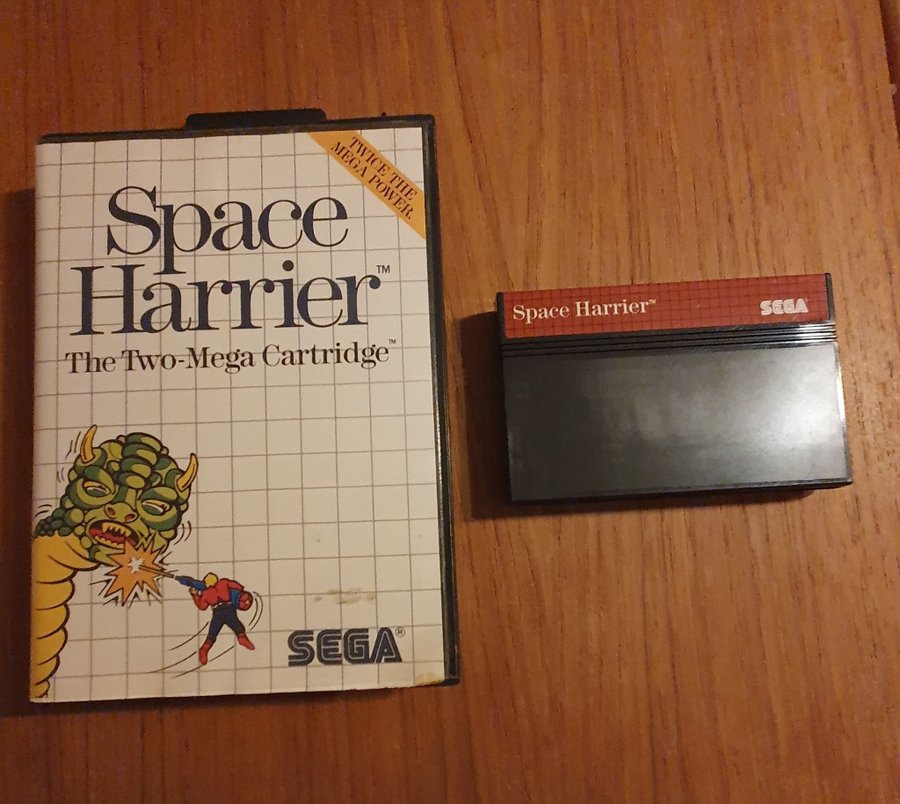 TWICE THE
MEGA POWER.
Space
Harrier™
The Two-Mega Cartridge™
SEGA®
Space Harrier™
SEGA